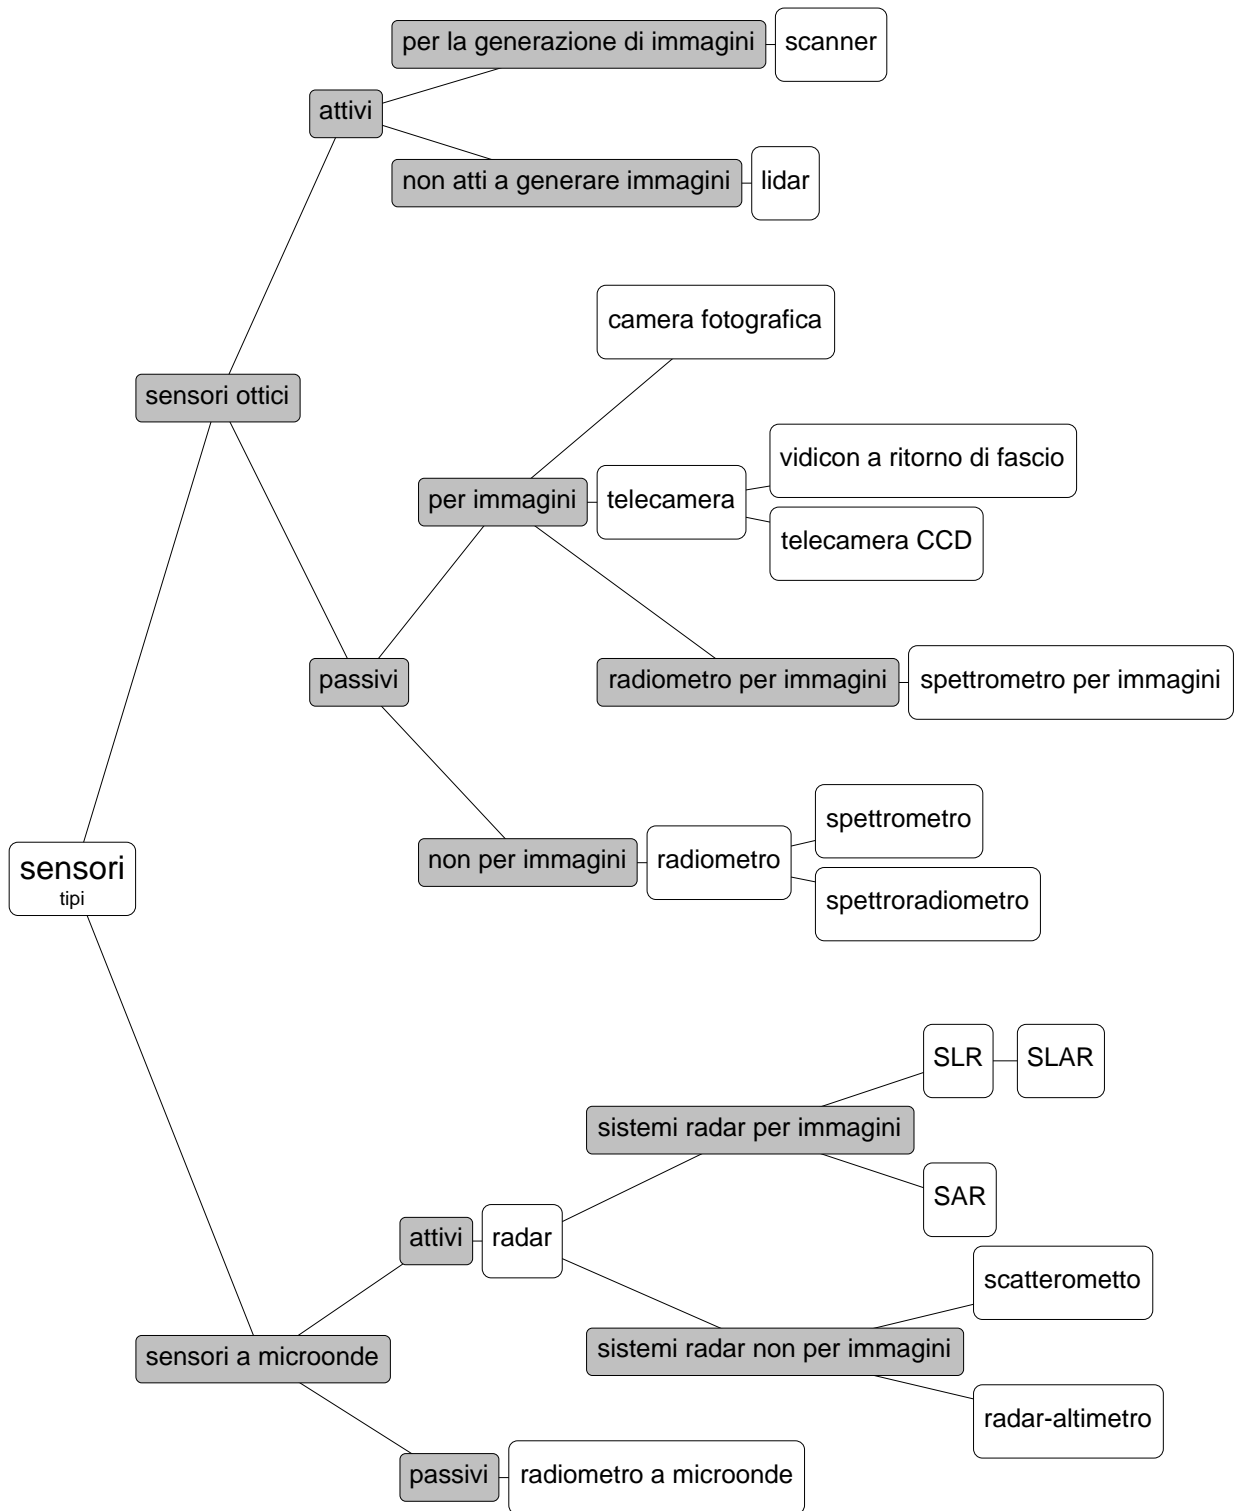 per la generazione di immagini
scanner
attivi
non atti a generare immagini
lidar
camera fotografica
sensori ottici
vidicon a ritorno di fascio
per immagini
telecamera
telecamera CCD
passivi
radiometro per immagini
spettrometro per immagini
spettrometro
non per immagini
radiometro
spettroradiometro
sensori
tipi
SLR
SLAR
sistemi radar per immagini
SAR
attivi
radar
scatterometto
sensori a microonde
sistemi radar non per immagini
radar-altimetro
passivi
radiometro a microonde